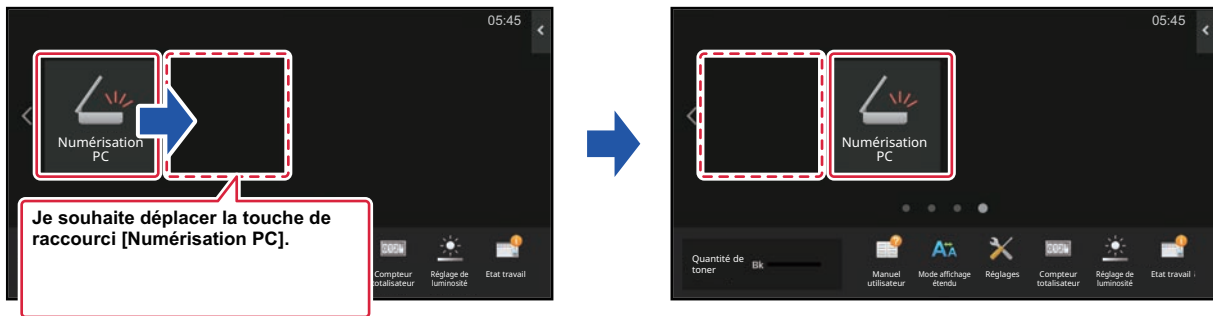 05:45
Numérisation
PC
Je souhaite déplacer la touche de
raccourci [Numérisation PC].
Compteur
totalisateur
Réglage de
luminosité
Etat travail
05:45
Numérisation
PC
Quantité de
toner
Bk
Manuel
utilisateur
Mode affichage
étendu
Réglages
Compteur
totalisateur
Réglage de
luminosité
Etat travail